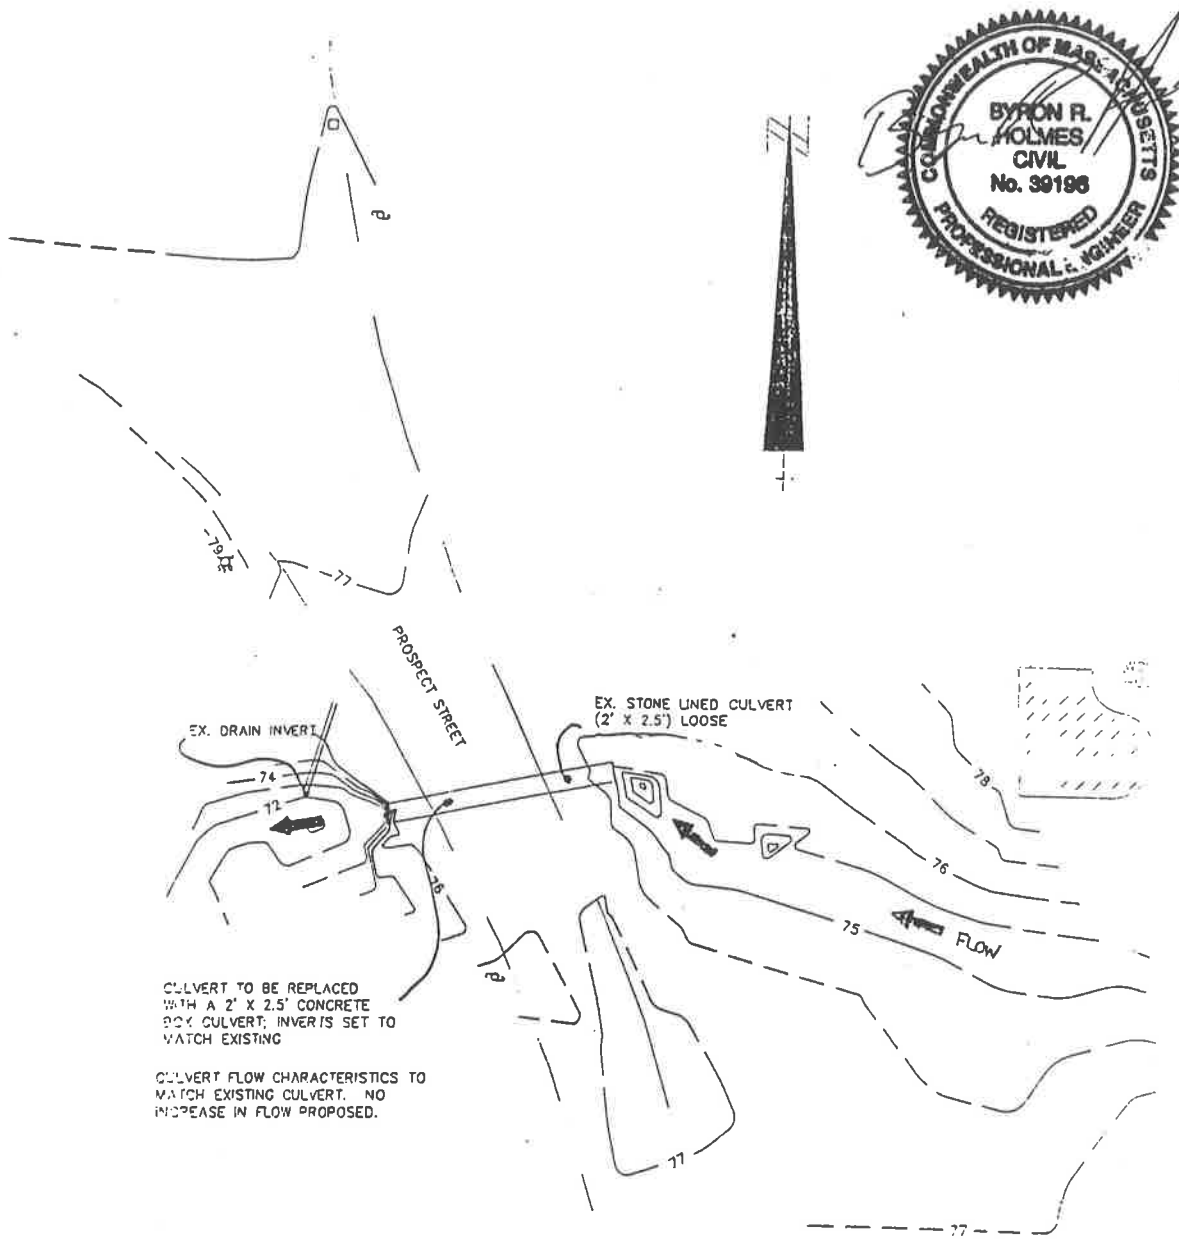 COMMONWEALTH OF MASSACHUSETTS
BYRON R.
HOLMES
CIVIL
No. 39196
REGISTERED
PROFESSIONAL ENGINEER
79
77
PROSPECT STREET
EX. STONE LINED CULVERT
(2' X 2.5') LOOSE
EX. DRAIN INVERT
74
72
78
76
76
75
FLOW
CULVERT TO BE REPLACED
WITH A 2' X 2.5' CONCRETE
BOX CULVERT; INVERTS SET TO
MATCH EXISTING
CULVERT FLOW CHARACTERISTICS TO
MATCH EXISTING CULVERT. NO
INCREASE IN FLOW PROPOSED.
77
77